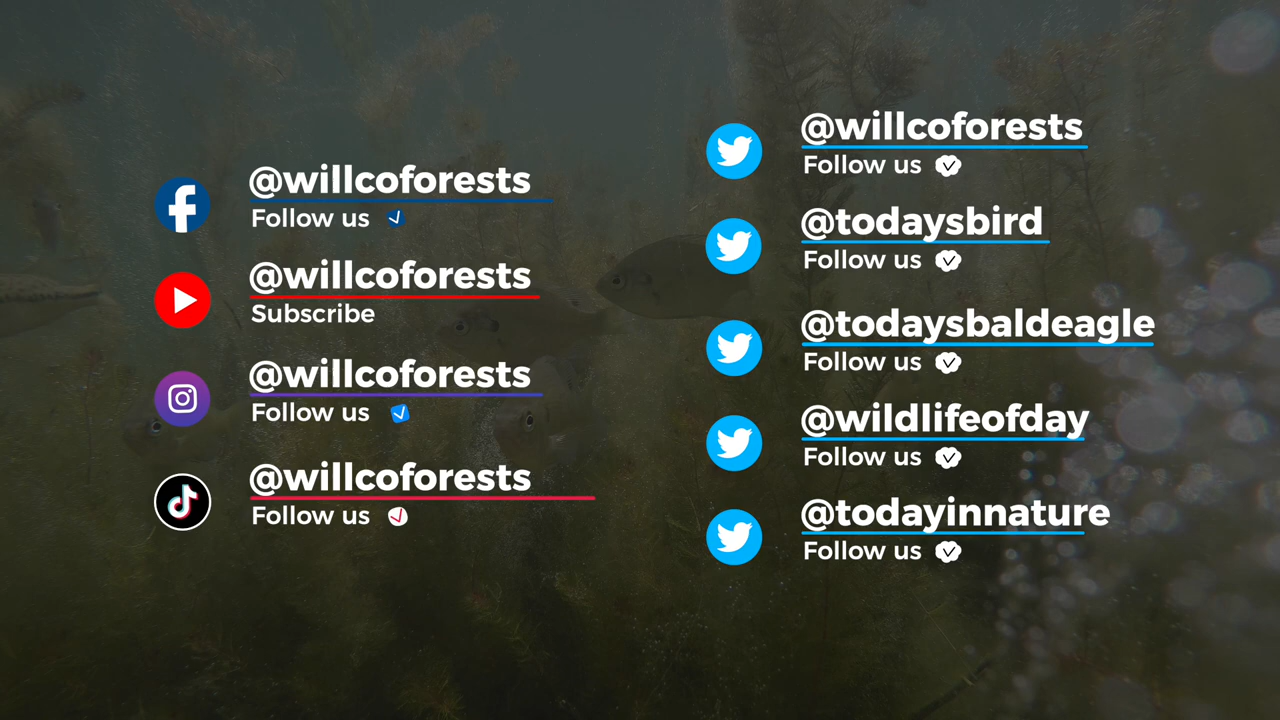 @willcoforests
Follow us
@willcoforests
Subscribe
@willcoforests
Follow us
@willcoforests
Follow us
@willcoforests
Follow us
@todaysbird
Follow us
@todaysbaldeagle
Follow us
@wildlifeofday
Follow us
@todayinnature
Follow us